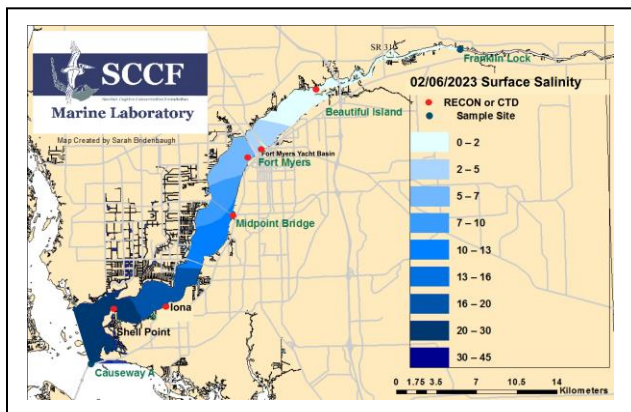 SCCF
Marine Laboratory
Map Created by Sarah Bridenbaugh
SR 31
Franklin Lock
02/06/2023 Surface Salinity
RECON or CTD
Sample Site
Beautiful Island
Fort Myers Yacht Basin
Fort Myers
Midpoint Bridge
Iona
Shell Point
Causeway A
0 – 2
2 – 5
5 – 7
7 – 10
10 – 13
13 – 16
16 – 20
20 – 30
30 – 45
0 1.75 3.5 7 10.5 14
Kilometers